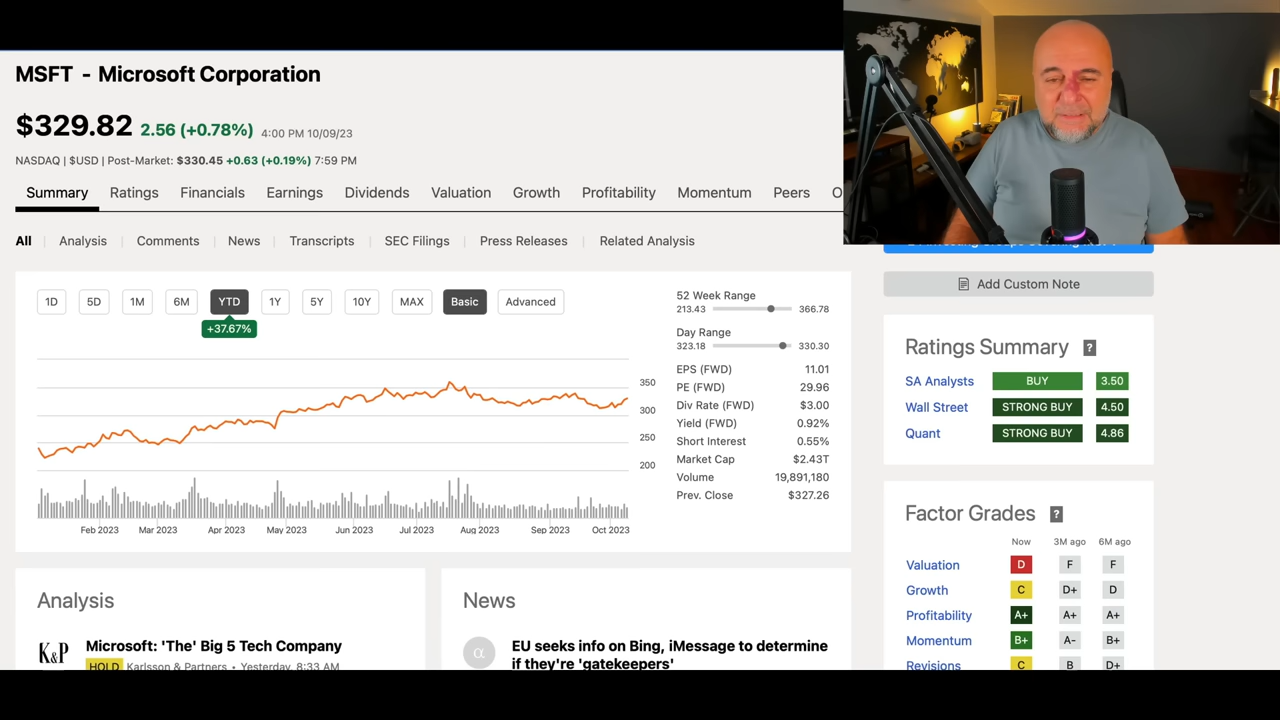 MSFT - Microsoft Corporation
$329.82 2.56 (+0.78%) 4:00 PM 10/09/23
NASDAQ | $USD | Post-Market: $330.45 +0.63 (+0.19%) 7:59 PM
Summary Ratings Financials Earnings Dividends Valuation Growth Profitability Momentum Peers O
All Analysis Comments News Transcripts SEC Filings Press Releases Related Analysis
1D 5D 1M 6M YTD 1Y 5Y 10Y MAX Basic Advanced
+37.67%
350
300
250
200
Feb 2023 Mar 2023 Apr 2023 May 2023 Jun 2023 Jul 2023 Aug 2023 Sep 2023 Oct 2023
52 Week Range
213.43 366.78
Day Range
323.18 330.30
EPS (FWD) 11.01
PE (FWD) 29.96
Div Rate (FWD) $3.00
Yield (FWD) 0.92%
Short Interest 0.55%
Market Cap $2.43T
Volume 19,891,180
Prev. Close $327.26
Add Custom Note
Ratings Summary ?
SA Analysts BUY 3.50
Wall Street STRONG BUY 4.50
Quant STRONG BUY 4.86
Factor Grades ?
Now 3M ago 6M ago
Valuation D F F
Growth C D+ D
Profitability A+ A+ A+
Momentum B+ A- B+
Revisions C B D+
Analysis
K&P
Microsoft: 'The' Big 5 Tech Company
HOLD Karlsson & Partners • Yesterday, 8:33 AM
News
α
EU seeks info on Bing, iMessage to determine
if they're 'gatekeepers'